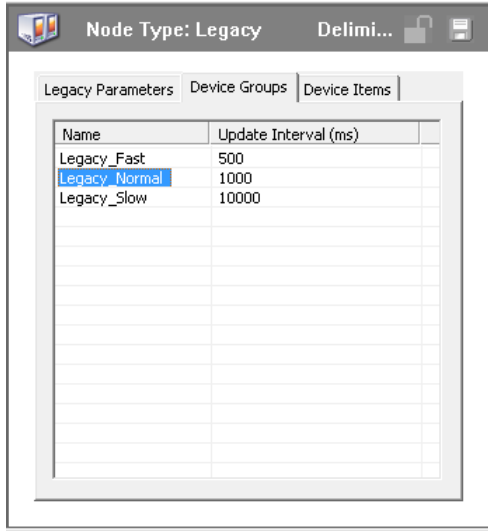 Node Type: Legacy Delimi...
Legacy Parameters Device Groups Device Items
Name Update Interval (ms)
Legacy_Fast 500
Legacy_Normal 1000
Legacy_Slow 10000